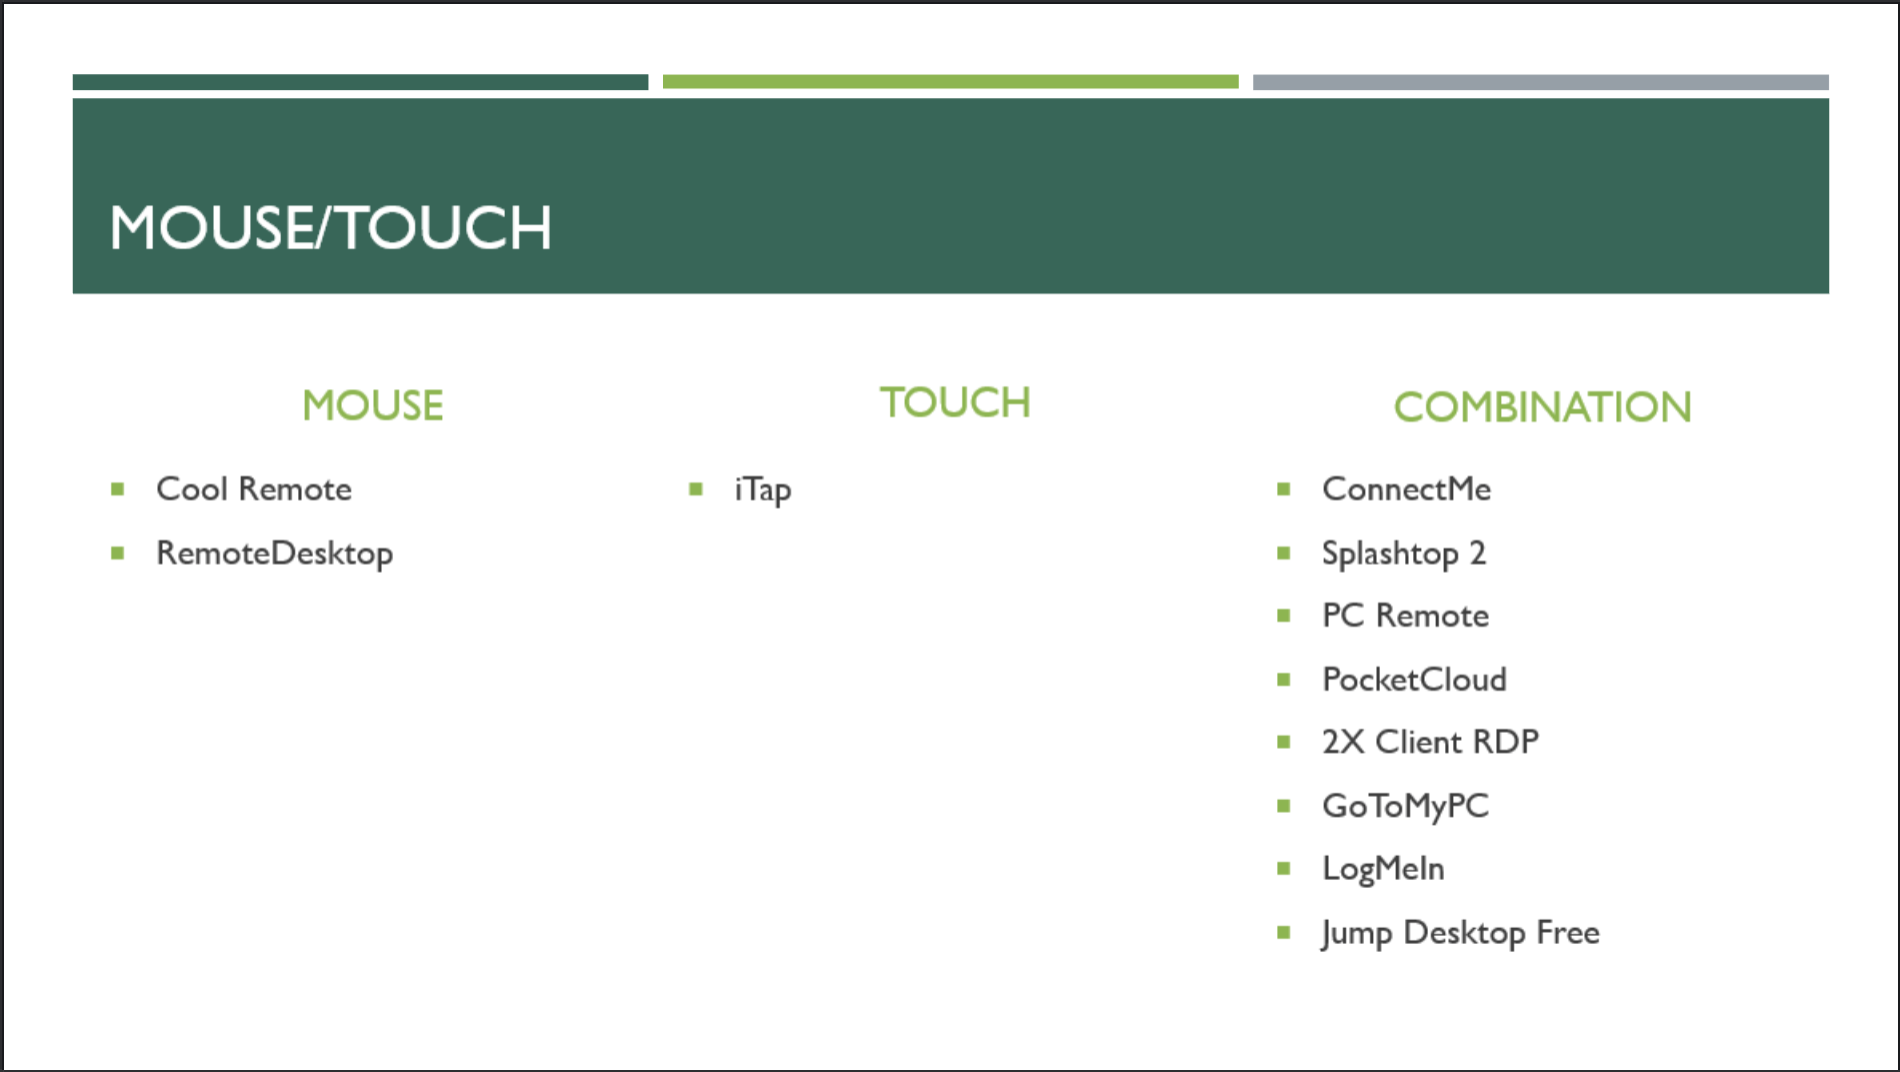 MOUSE/TOUCH
MOUSE
Cool Remote
RemoteDesktop
TOUCH
iTap
COMBINATION
ConnectMe
Splashtop 2
PC Remote
PocketCloud
2X Client RDP
GoToMyPC
LogMeIn
Jump Desktop Free